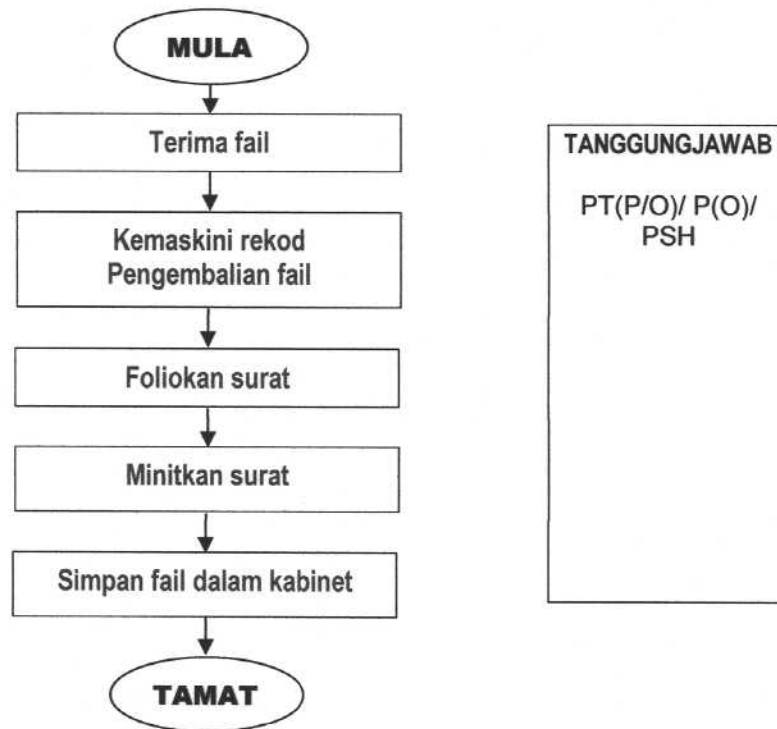 MULA
Terima fail
Kemaskini rekod
Pengembalian fail
Foliokan surat
Minitkan surat
Simpan fail dalam kabinet
TAMAT
TANGGUNGJAWAB
PT(P/O)/ P(O)/
PSH